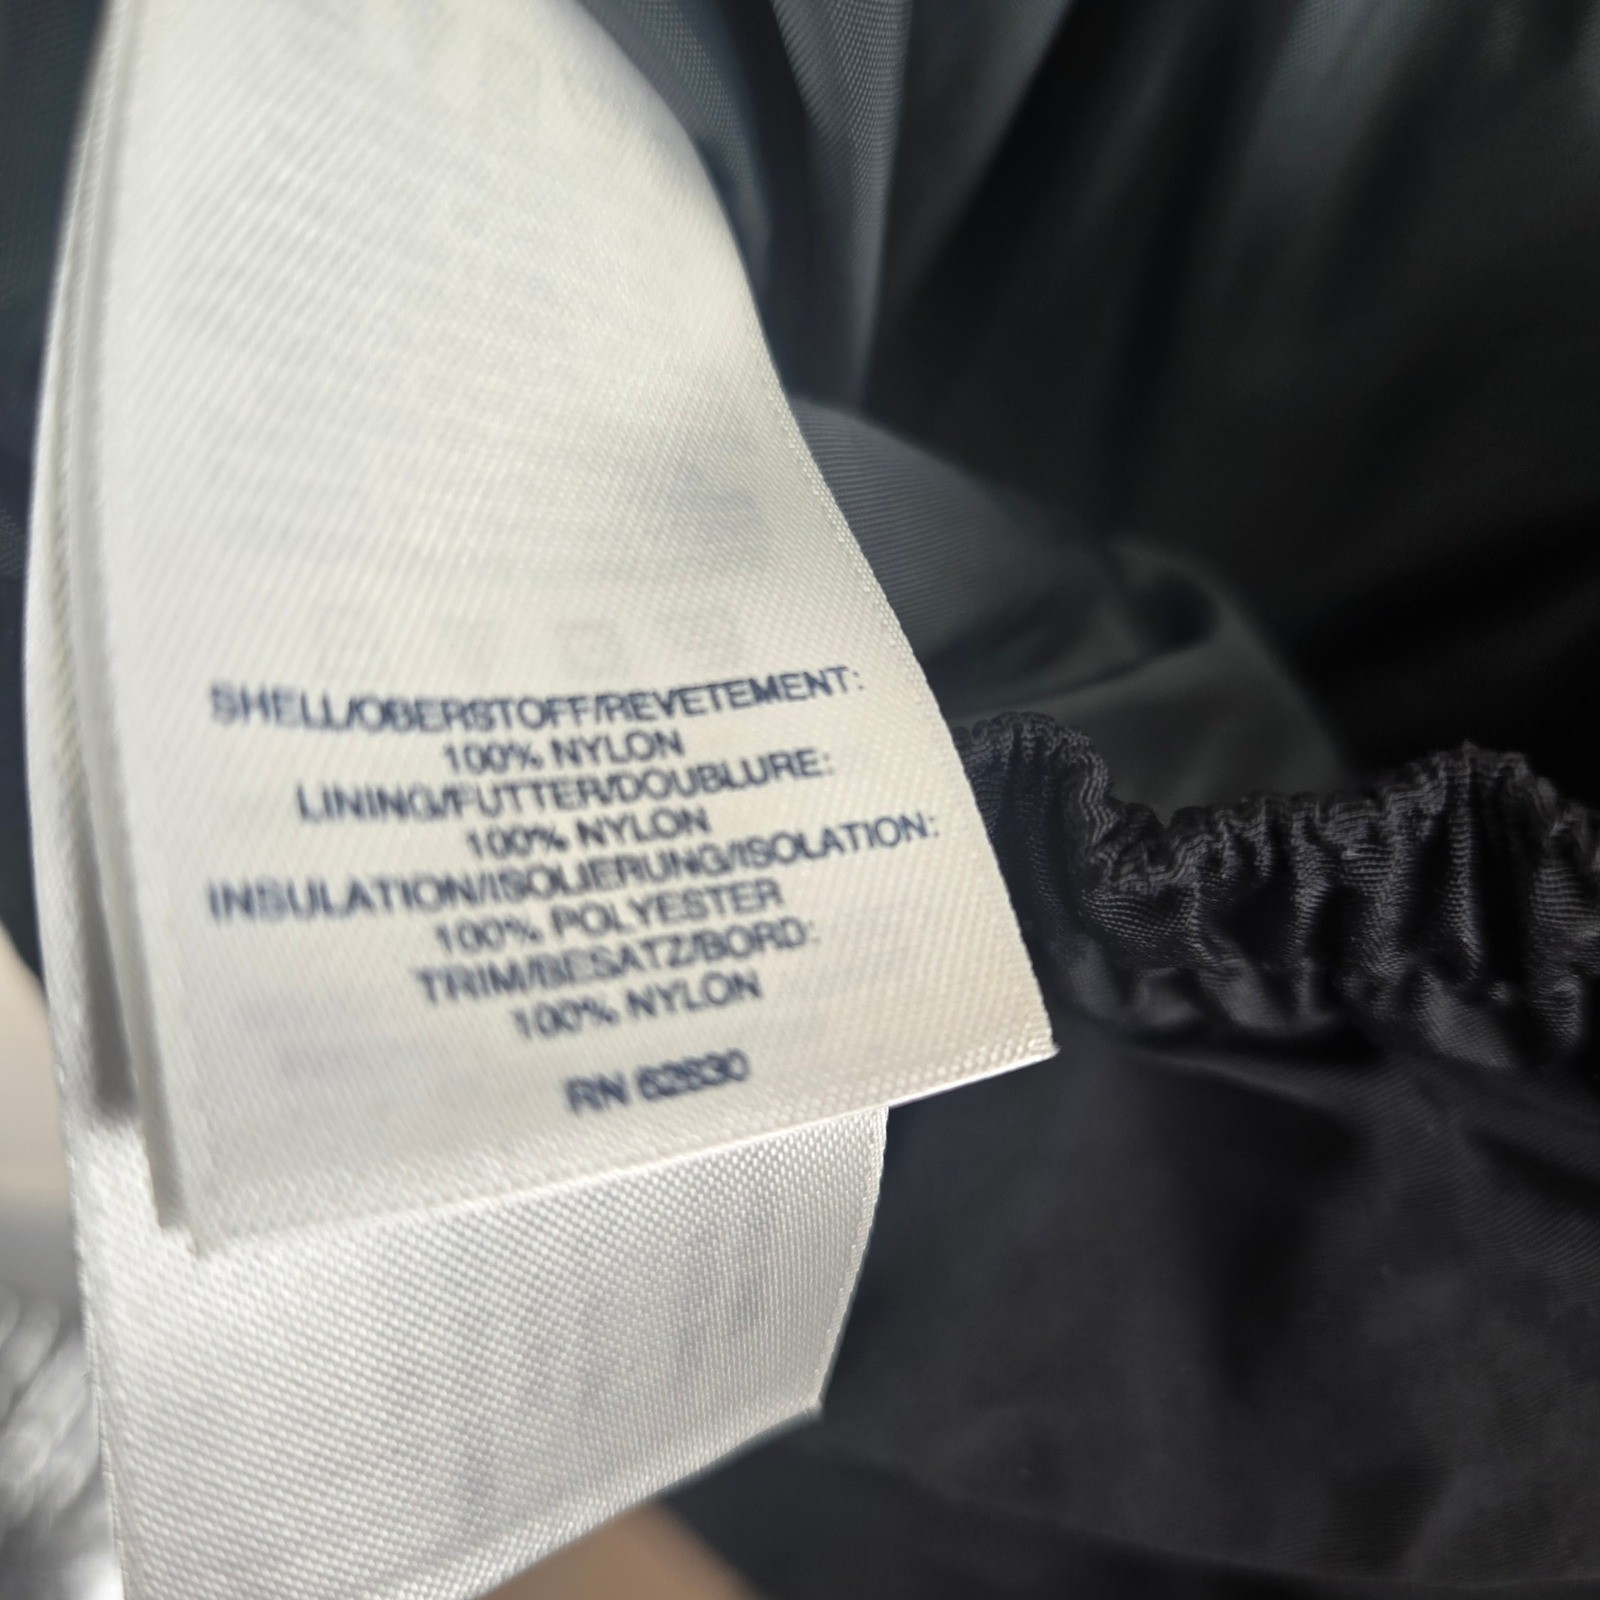 SHELL/OBERSTOFF/REVETEMENT:
100% NYLON
LINING/FUTTER/DOUBLURE:
100% NYLON
INSULATION/ISOLIERUNG/ISOLATION:
100% POLYESTER
TRIM/BESATZ/BORD:
100% NYLON
RN